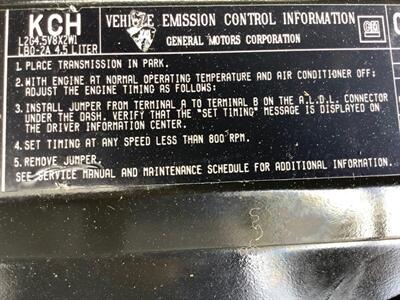 KCH
L2G4.5V8X2W1
LBO-2A 4.5 LITER
VEHICLE EMISSION CONTROL INFORMATION
GENERAL MOTORS CORPORATION
GM
1. PLACE TRANSMISSION IN PARK.
2. WITH ENGINE AT NORMAL OPERATING TEMPERATURE AND AIR CONDITIONER OFF:
ADJUST THE ENGINE TIMING AS FOLLOWS:
3. INSTALL JUMPER FROM TERMINAL A TO TERMINAL B ON THE A.L.D.L. CONNECTOR
UNDER THE DASH. VERIFY THAT THE "SET TIMING" MESSAGE IS DISPLAYED ON
THE DRIVER INFORMATION CENTER.
4. SET TIMING AT ANY SPEED LESS THAN 800 RPM.
5. REMOVE JUMPER.
SEE SERVICE MANUAL AND MAINTENANCE SCHEDULE FOR ADDITIONAL INFORMATION.